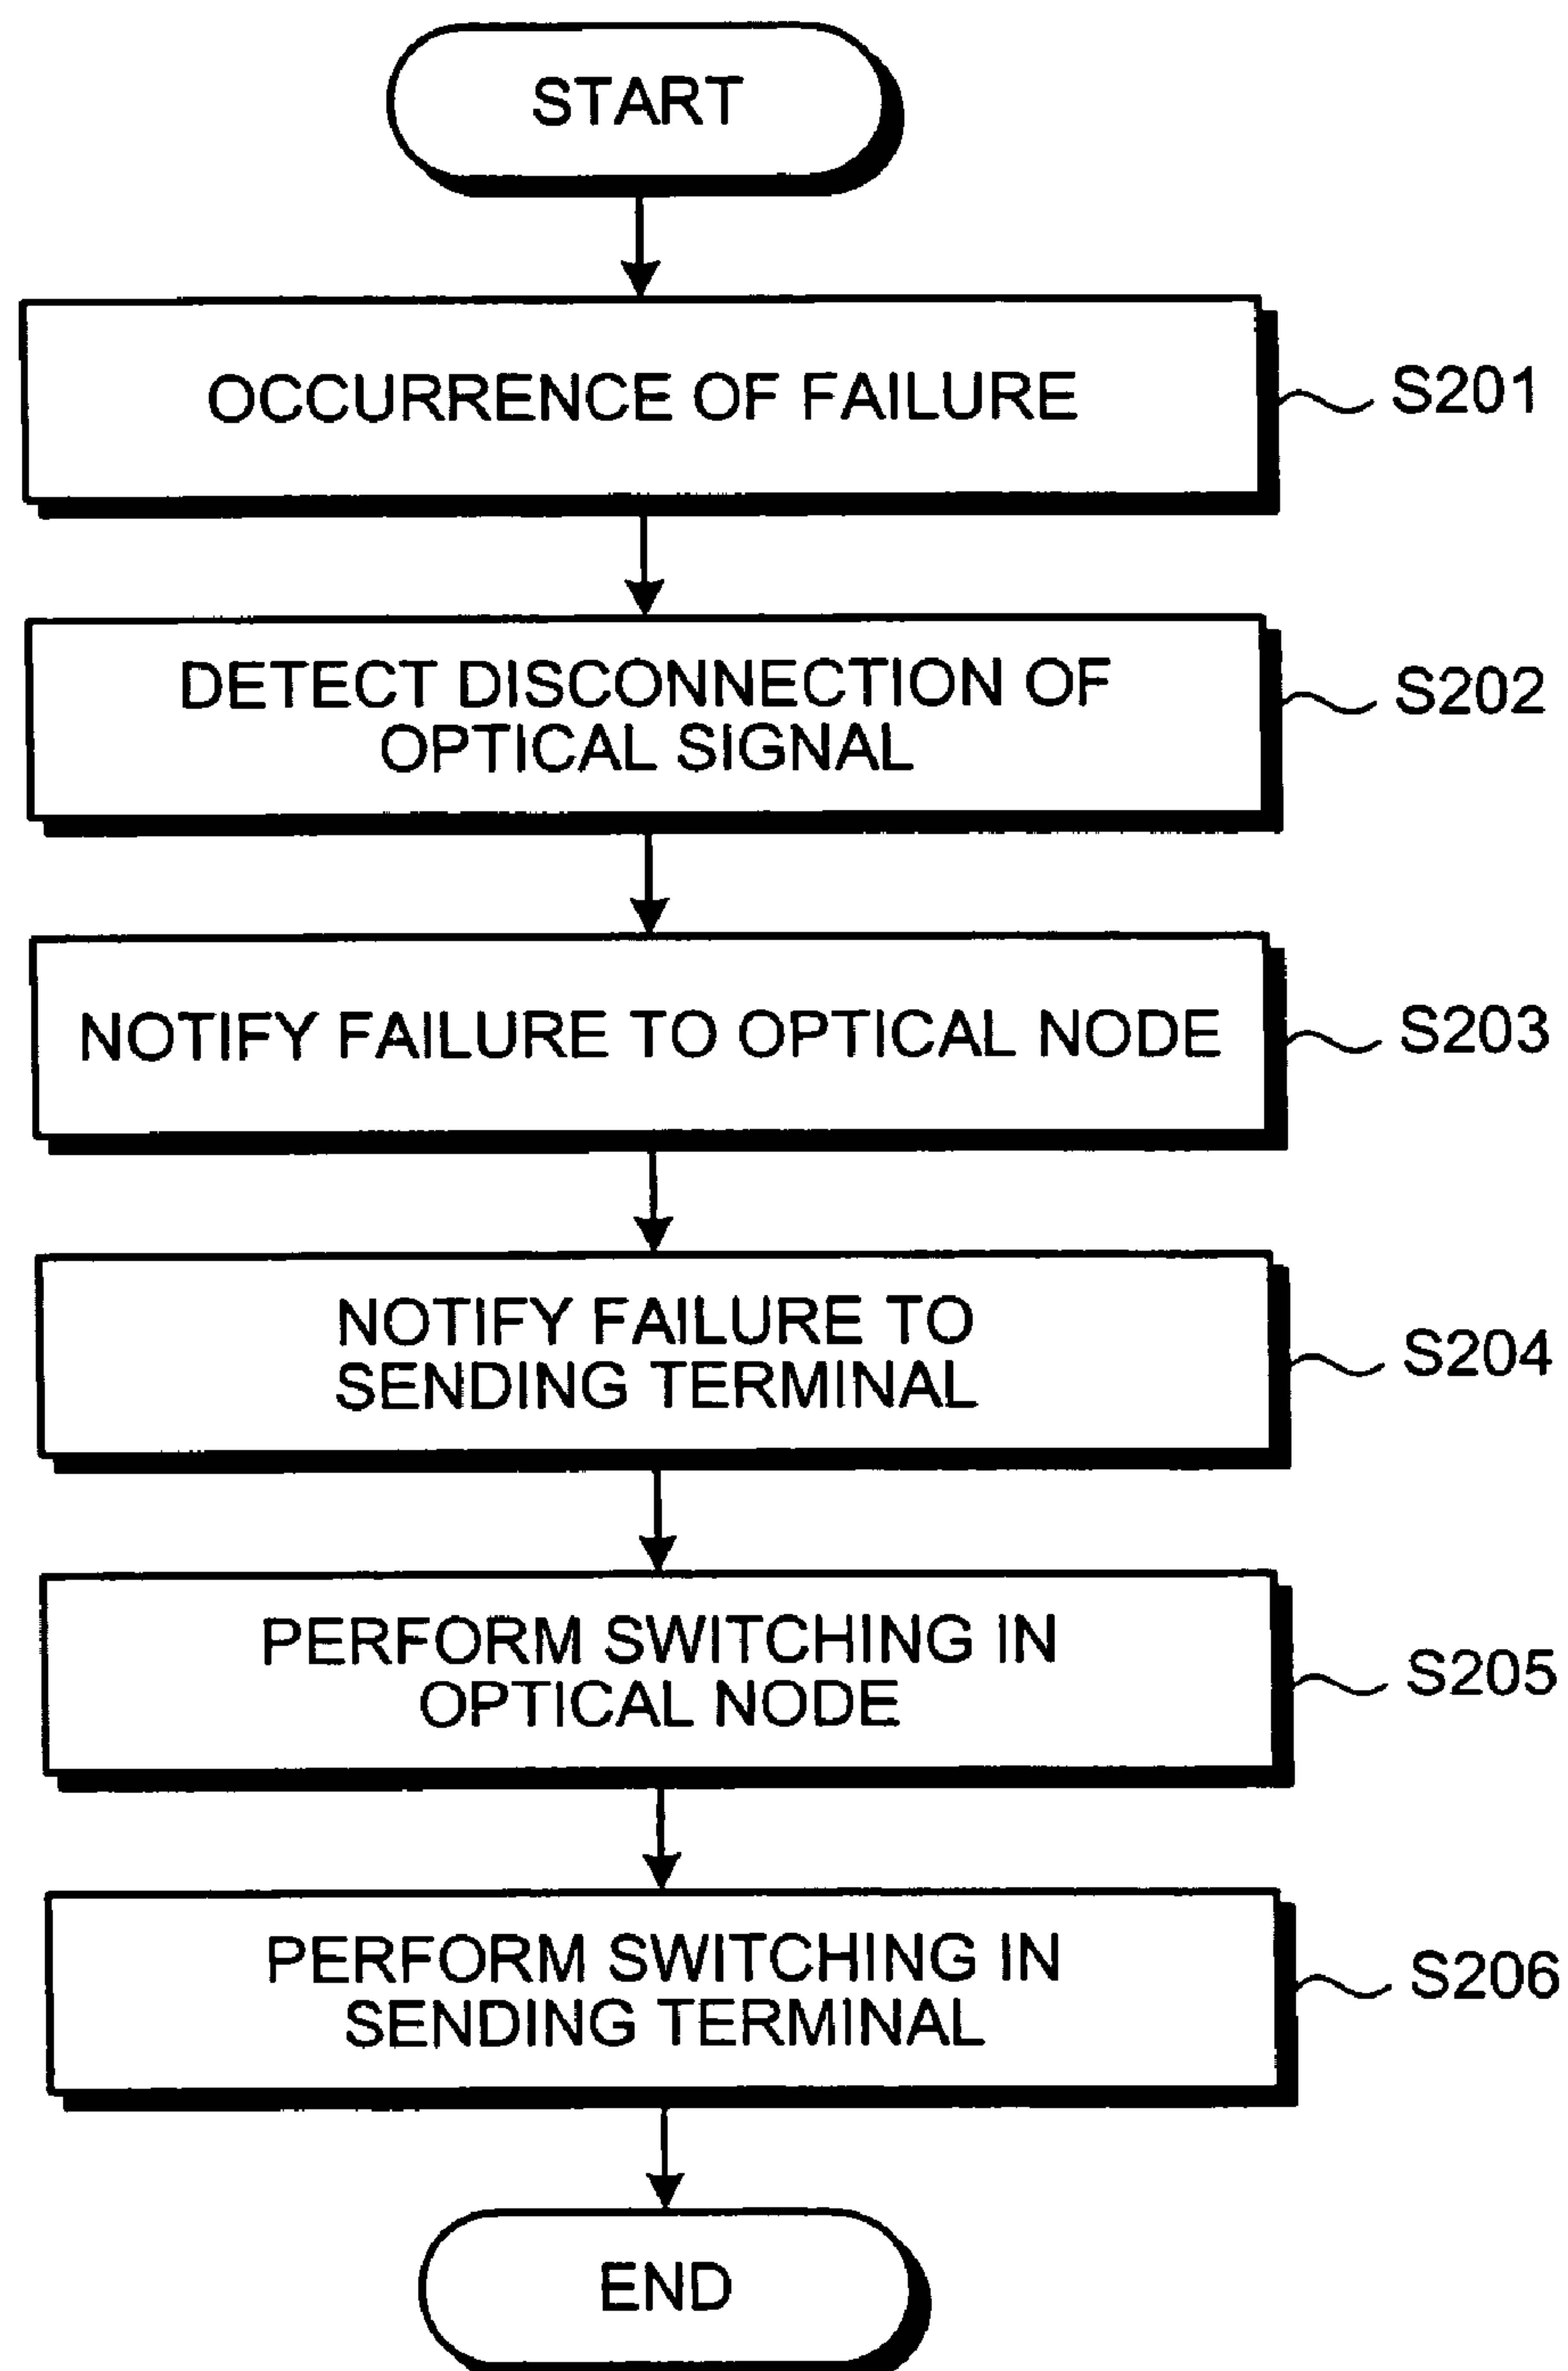 START
OCCURRENCE OF FAILURE
S201
DETECT DISCONNECTION OF
OPTICAL SIGNAL
S202
NOTIFY FAILURE TO OPTICAL NODE
S203
NOTIFY FAILURE TO
SENDING TERMINAL
S204
PERFORM SWITCHING IN
OPTICAL NODE
S205
PERFORM SWITCHING IN
SENDING TERMINAL
S206
END